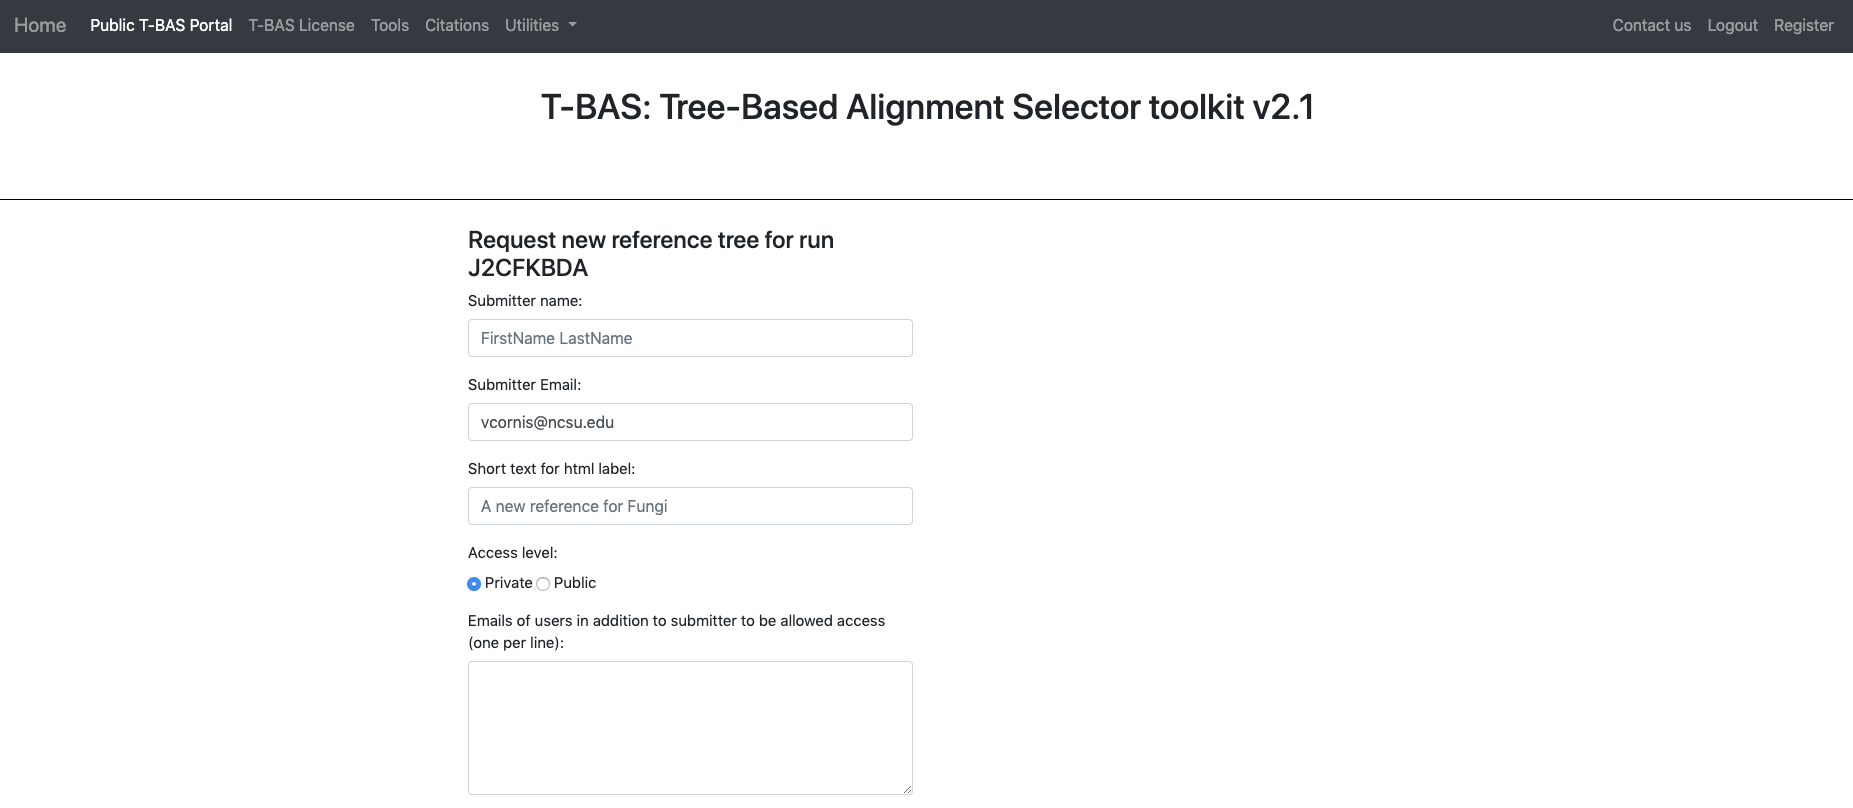 Home Public T-BAS Portal T-BAS License Tools Citations Utilities Contact us Logout Register
T-BAS: Tree-Based Alignment Selector toolkit v2.1
Request new reference tree for run
J2CFKBDA
Submitter name:
FirstName LastName
Submitter Email:
vcornis@ncsu.edu
Short text for html label:
A new reference for Fungi
Access level:
Private Public
Emails of users in addition to submitter to be allowed access
(one per line):